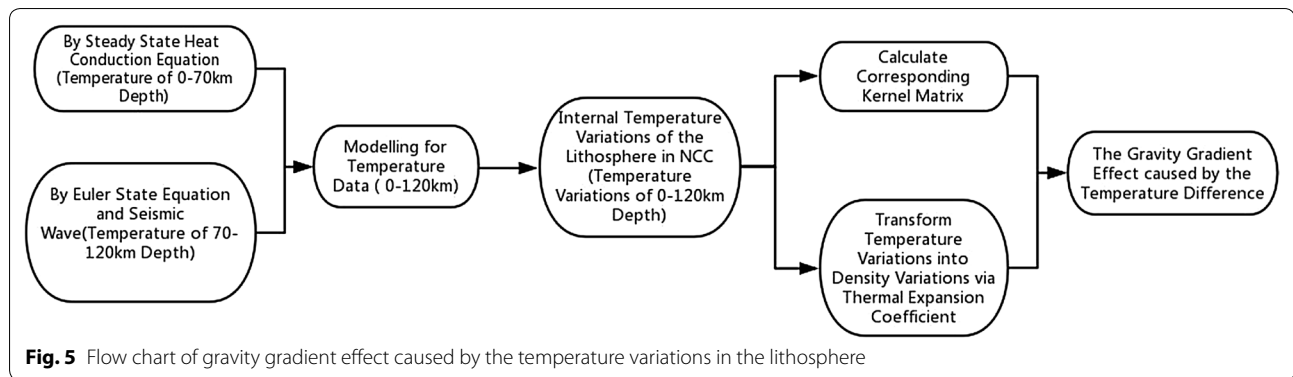 By Steady State Heat
Conduction Equation
(Temperature of 0-70km
Depth)
By Euler State Equation
and Seismic
Wave(Temperature of 70-
120km Depth)
Modelling for
Temperature
Data ( 0-120km)
Internal Temperature
Variations of the
Lithosphere in NCC
(Temperature
Variations of 0-120km
Depth)
Calculate
Corresponding
Kernel Matrix
Transform
Temperature
Variations into
Density Variations via
Thermal Expansion
Coefficient
The Gravity Gradient
Effect caused by the
Temperature Difference
Fig. 5 Flow chart of gravity gradient effect caused by the temperature variations in the lithosphere